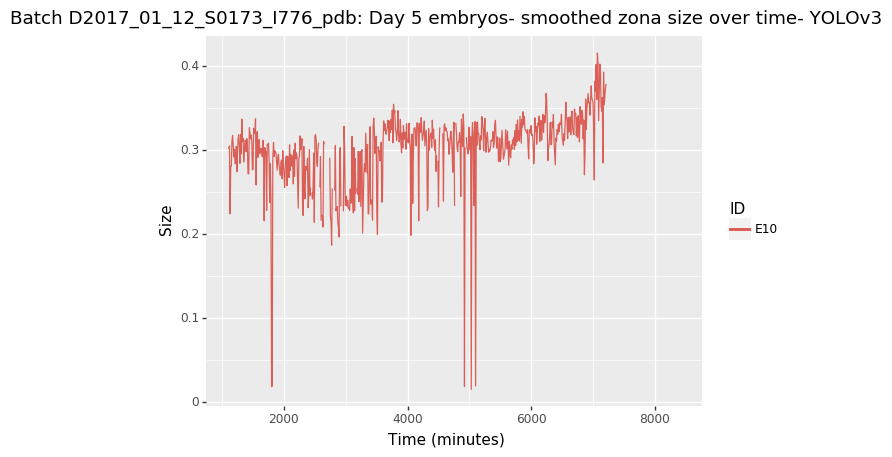 Batch D2017_01_12_S0173_I776_pdb: Day 5 embryos- smoothed zona size over time- YOLOv3
0.4
0.3
0.2
0.1
0
Size
2000
4000
6000
8000
Time (minutes)
ID
E10